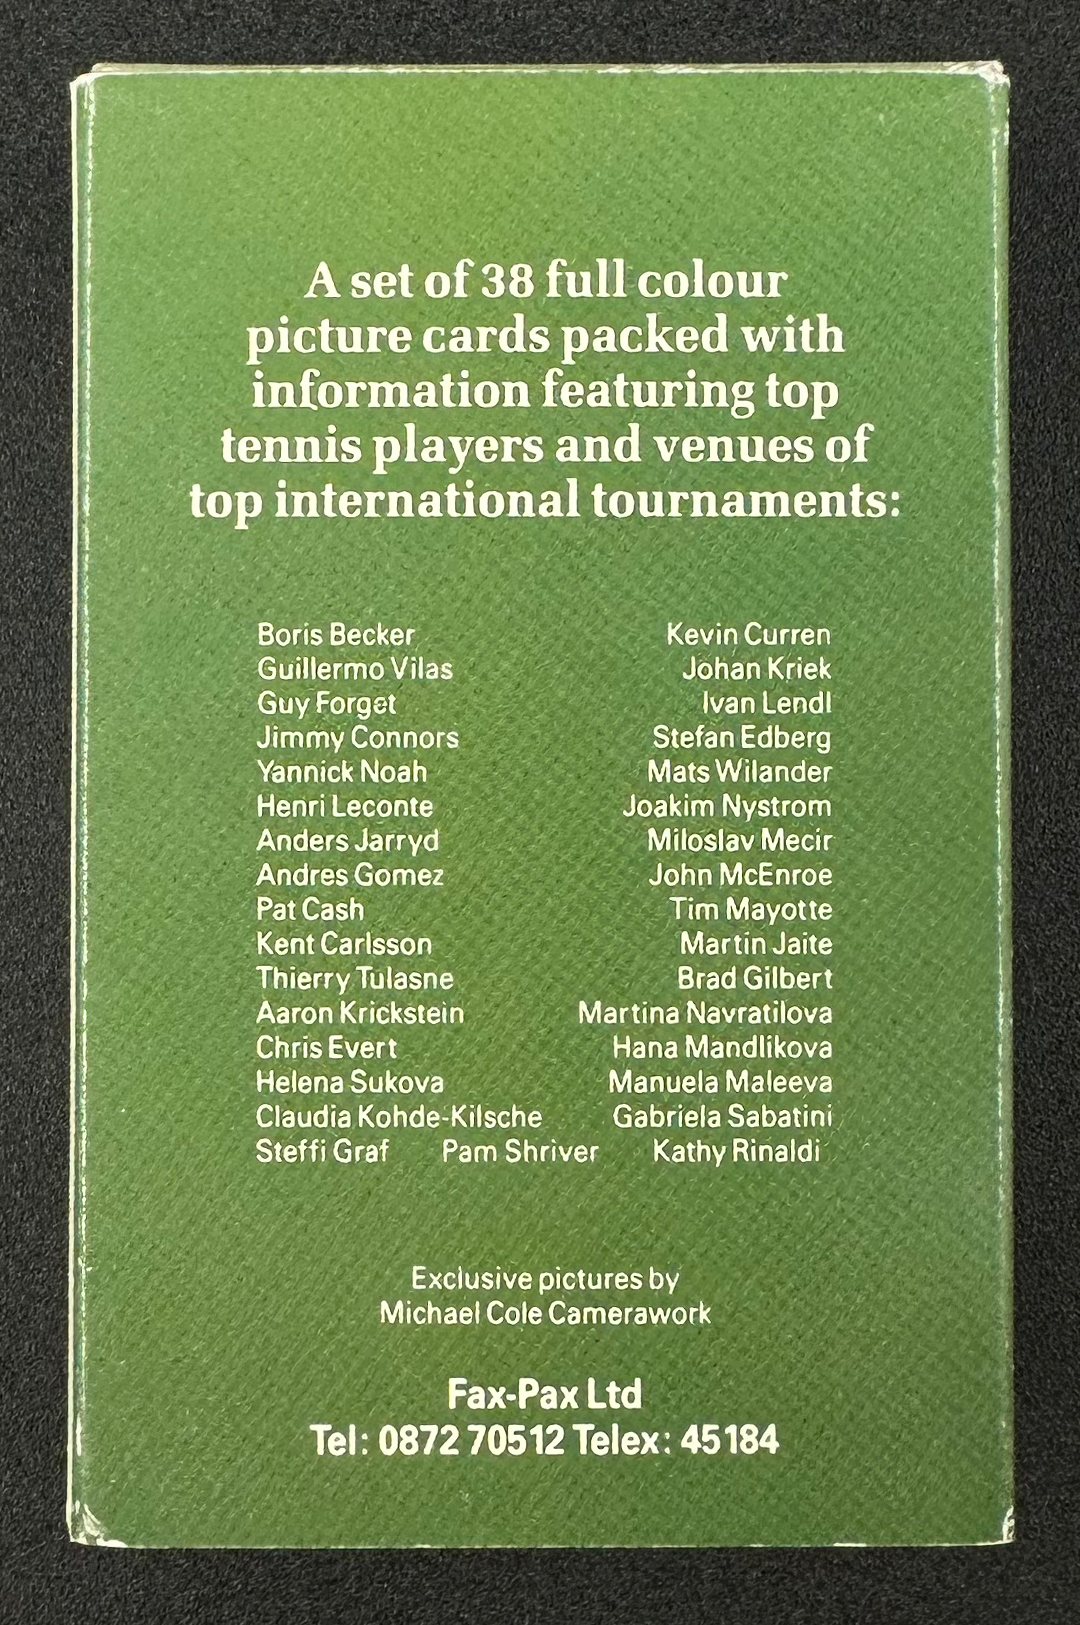 A set of 38 full colour
picture cards packed with
information featuring top
tennis players and venues of
top international tournaments:
Boris Becker Kevin Curren
Guillermo Vilas Johan Kriek
Guy Forget Ivan Lendl
Jimmy Connors Stefan Edberg
Yannick Noah Mats Wilander
Henri Leconte Joakim Nystrom
Anders Jarryd Miloslav Mecir
Andres Gomez John McEnroe
Pat Cash Tim Mayotte
Kent Carlsson Martin Jaite
Thierry Tulasne Brad Gilbert
Aaron Krickstein Martina Navratilova
Chris Evert Hana Mandlikova
Helena Sukova Manuela Maleeva
Claudia Kohde-Kilsche Gabriela Sabatini
Steffi Graf Pam Shriver Kathy Rinaldi
Exclusive pictures by
Michael Cole Camerawork
Fax-Pax Ltd
Tel: 0872 70512 Telex: 45184